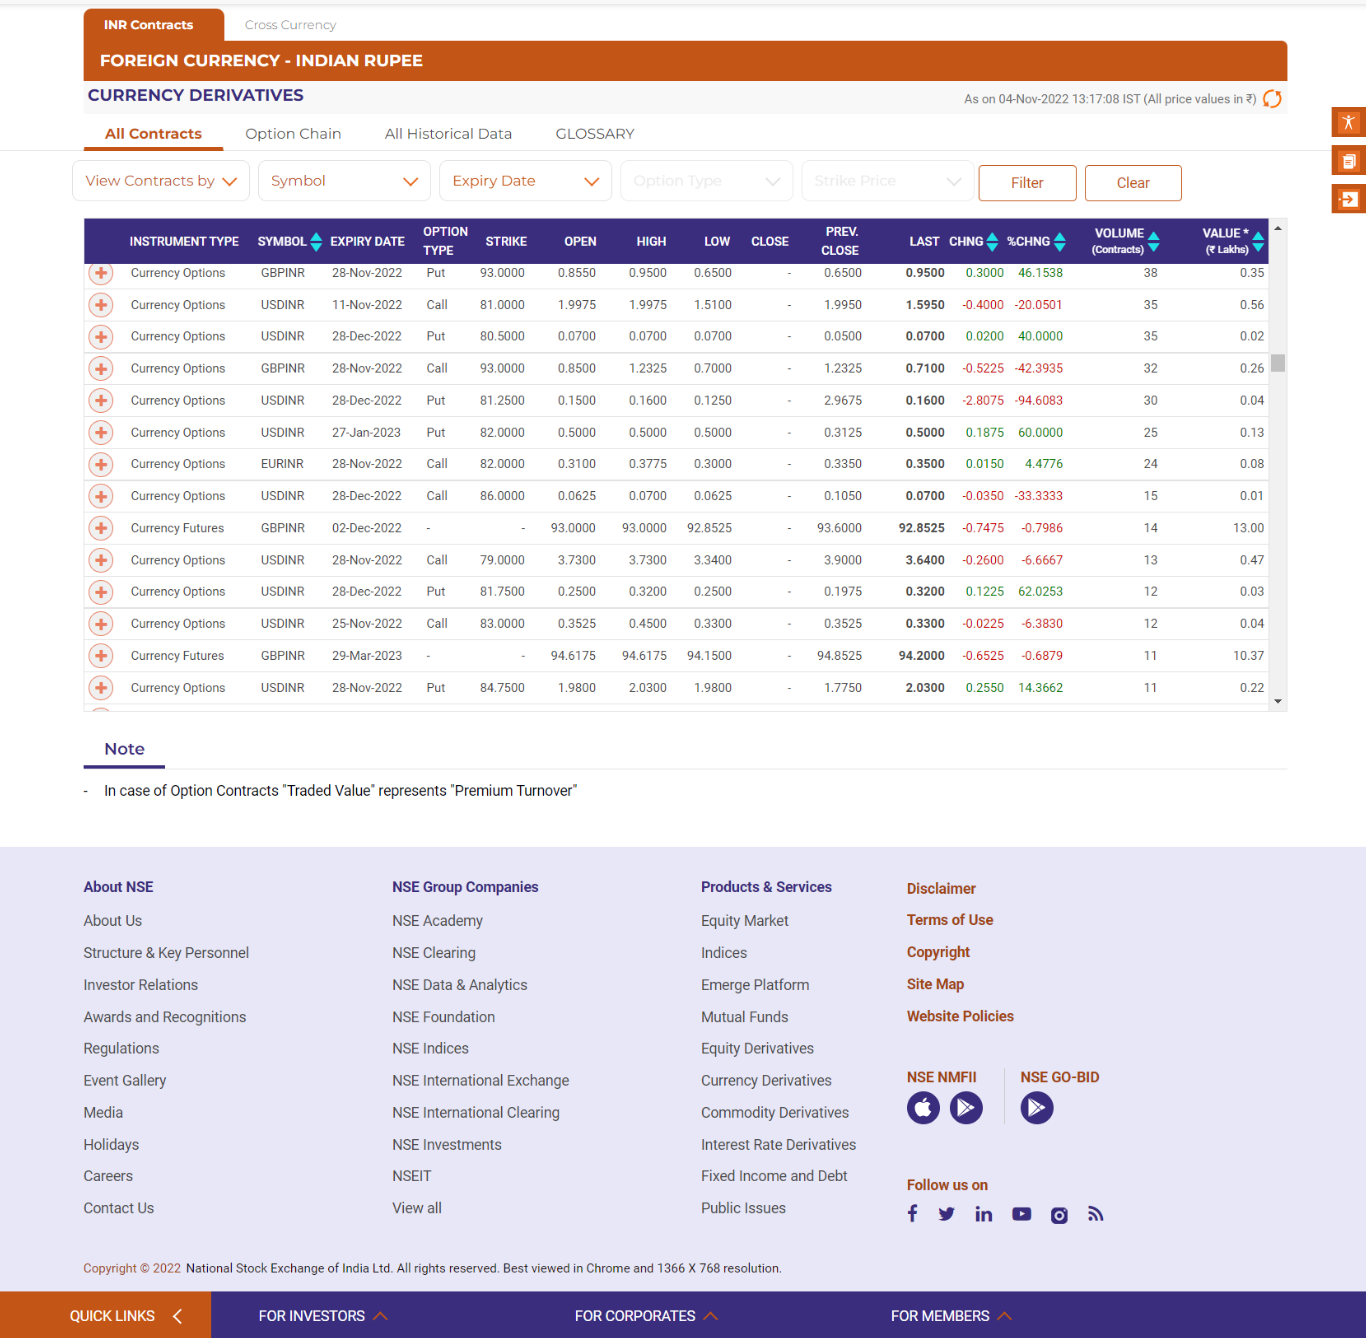 INR Contracts Cross Currency
FOREIGN CURRENCY - INDIAN RUPEE
CURRENCY DERIVATIVES As on 04-Nov-2022 13:17:08 IST (All price values in ₹)
All Contracts Option Chain All Historical Data GLOSSARY
View Contracts by Symbol Expiry Date Option Type Strike Price Filter Clear
INSTRUMENT TYPE SYMBOL EXPIRY DATE OPTION TYPE STRIKE OPEN HIGH LOW CLOSE PREV. CLOSE LAST CHNG %CHNG VOLUME (Contracts) VALUE * (₹ Lakhs)
Currency Options GBPINR 28-Nov-2022 Put 93.0000 0.8550 0.9500 0.6500 - 0.6500 0.9500 0.3000 46.1538 38 0.35
Currency Options USDINR 11-Nov-2022 Call 81.0000 1.9975 1.9975 1.5100 - 1.9950 1.5950 -0.4000 -20.0501 35 0.56
Currency Options USDINR 28-Dec-2022 Put 80.5000 0.0700 0.0700 0.0700 - 0.0500 0.0700 0.0200 40.0000 35 0.02
Currency Options GBPINR 28-Nov-2022 Call 93.0000 0.8500 1.2325 0.7000 - 1.2325 0.7100 -0.5225 -42.3935 32 0.26
Currency Options USDINR 28-Dec-2022 Put 81.2500 0.1500 0.1600 0.1250 - 2.9675 0.1600 -2.8075 -94.6083 30 0.04
Currency Options USDINR 27-Jan-2023 Put 82.0000 0.5000 0.5000 0.5000 - 0.3125 0.5000 0.1875 60.0000 25 0.13
Currency Options EURINR 28-Nov-2022 Call 82.0000 0.3100 0.3775 0.3000 - 0.3350 0.3500 0.0150 4.4776 24 0.08
Currency Options USDINR 28-Dec-2022 Call 86.0000 0.0625 0.0700 0.0625 - 0.1050 0.0700 -0.0350 -33.3333 15 0.01
Currency Futures GBPINR 02-Dec-2022 - - 93.0000 93.0000 92.8525 - 93.6000 92.8525 -0.7475 -0.7986 14 13.00
Currency Options USDINR 28-Nov-2022 Call 79.0000 3.7300 3.7300 3.3400 - 3.9000 3.6400 -0.2600 -6.6667 13 0.47
Currency Options USDINR 28-Dec-2022 Put 81.7500 0.2500 0.3200 0.2500 - 0.1975 0.3200 0.1225 62.0253 12 0.03
Currency Options USDINR 25-Nov-2022 Call 83.0000 0.3525 0.4500 0.3300 - 0.3525 0.3300 -0.0225 -6.3830 12 0.04
Currency Futures GBPINR 29-Mar-2023 - - 94.6175 94.6175 94.1500 - 94.8525 94.2000 -0.6525 -0.6879 11 10.37
Currency Options USDINR 28-Nov-2022 Put 84.7500 1.9800 2.0300 1.9800 - 1.7750 2.0300 0.2550 14.3662 11 0.22
Note
- In case of Option Contracts "Traded Value" represents "Premium Turnover"
About NSE NSE Group Companies Products & Services Disclaimer
About Us NSE Academy Equity Market Terms of Use
Structure & Key Personnel NSE Clearing Indices Copyright
Investor Relations NSE Data & Analytics Emerge Platform Site Map
Awards and Recognitions NSE Foundation Mutual Funds Website Policies
Regulations NSE Indices Equity Derivatives
Event Gallery NSE International Exchange Currency Derivatives NSE NMFII NSE GO-BID
Media NSE International Clearing Commodity Derivatives
Holidays NSE Investments Interest Rate Derivatives
Careers NSEIT Fixed Income and Debt Follow us on
Contact Us View all Public Issues
Copyright © 2022 National Stock Exchange of India Ltd. All rights reserved. Best viewed in Chrome and 1366 X 768 resolution.
QUICK LINKS FOR INVESTORS FOR CORPORATES FOR MEMBERS